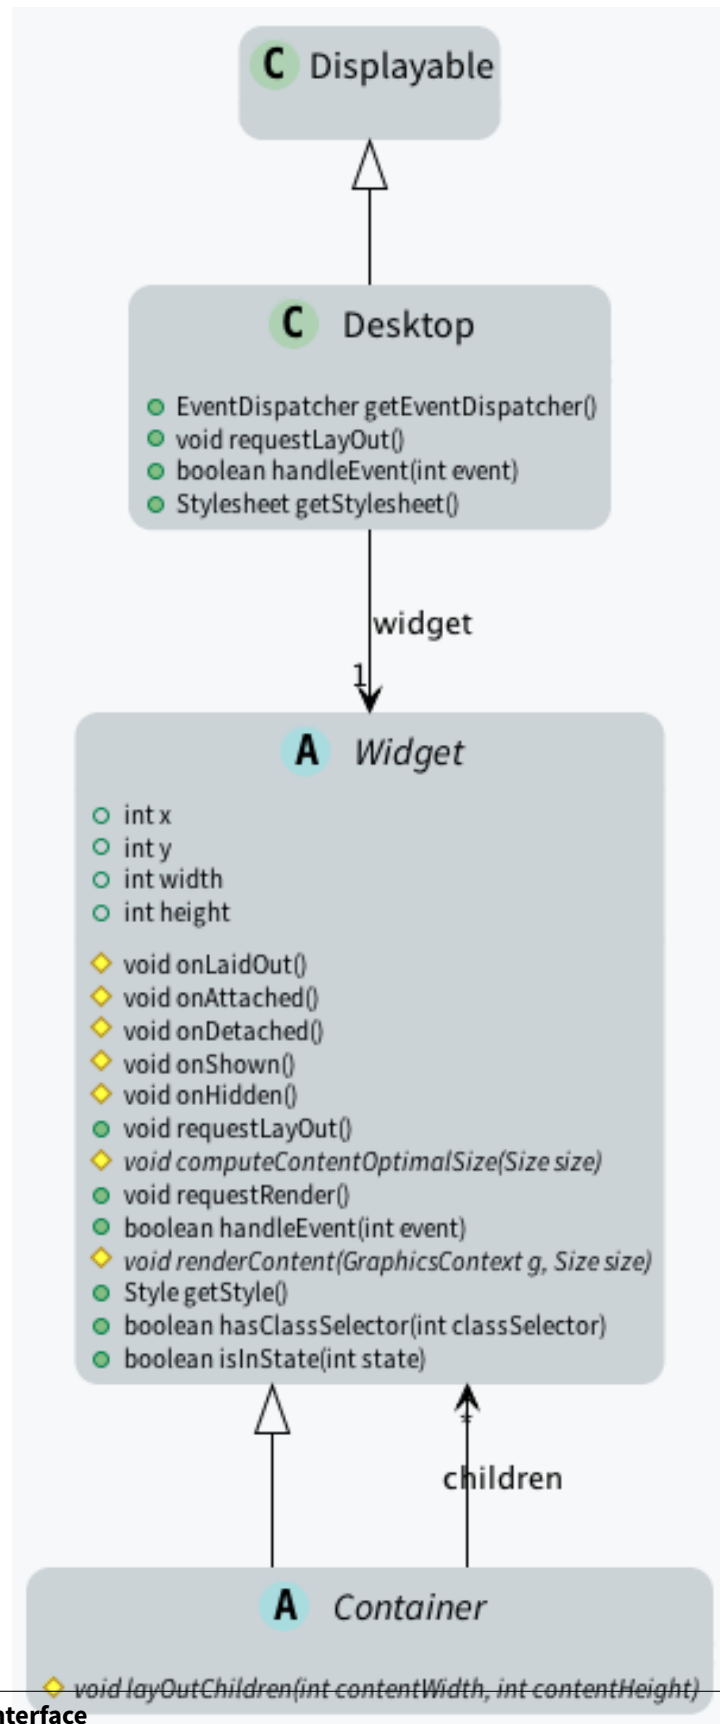 C Displayable
C Desktop
EventDispatcher getEventDispatcher()
void requestLayOut()
boolean handleEvent(int event)
Stylesheet getStylesheet()
widget
1
A Widget
int x
int y
int width
int height
void onLaidOut()
void onAttached()
void onDetached()
void onShown()
void onHidden()
void requestLayOut()
void computeContentOptimalSize(Size size)
void requestRender()
boolean handleEvent(int event)
void renderContent(GraphicsContext g, Size size)
Style getStyle()
boolean hasClassSelector(int classSelector)
boolean isInState(int state)
*
children
A Container
void layOutChildren(int contentWidth, int contentHeight)
nterface